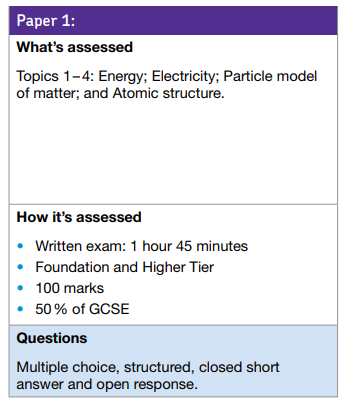 Paper 1:
What’s assessed
Topics 1–4: Energy; Electricity; Particle model
of matter; and Atomic structure.
How it’s assessed
• Written exam: 1 hour 45 minutes
• Foundation and Higher Tier
• 100 marks
• 50 % of GCSE
Questions
Multiple choice, structured, closed short
answer and open response.